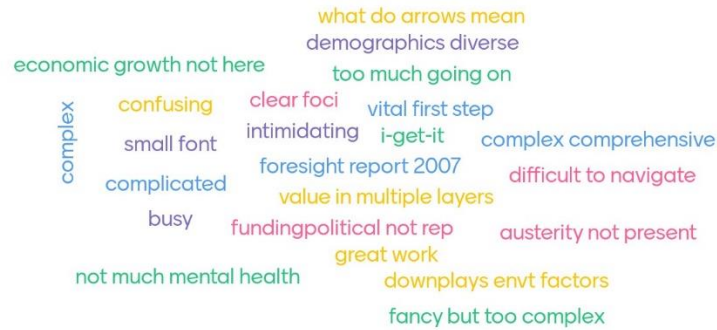 what do arrows mean
demographics diverse
economic growth not here
too much going on
confusing
clear foci
vital first step
complex
small font
intimidating
i-get-it
complex comprehensive
foresight report 2007
difficult to navigate
complicated
value in multiple layers
busy
fundingpolitical not rep
austerity not present
great work
not much mental health
downplays envt factors
fancy but too complex